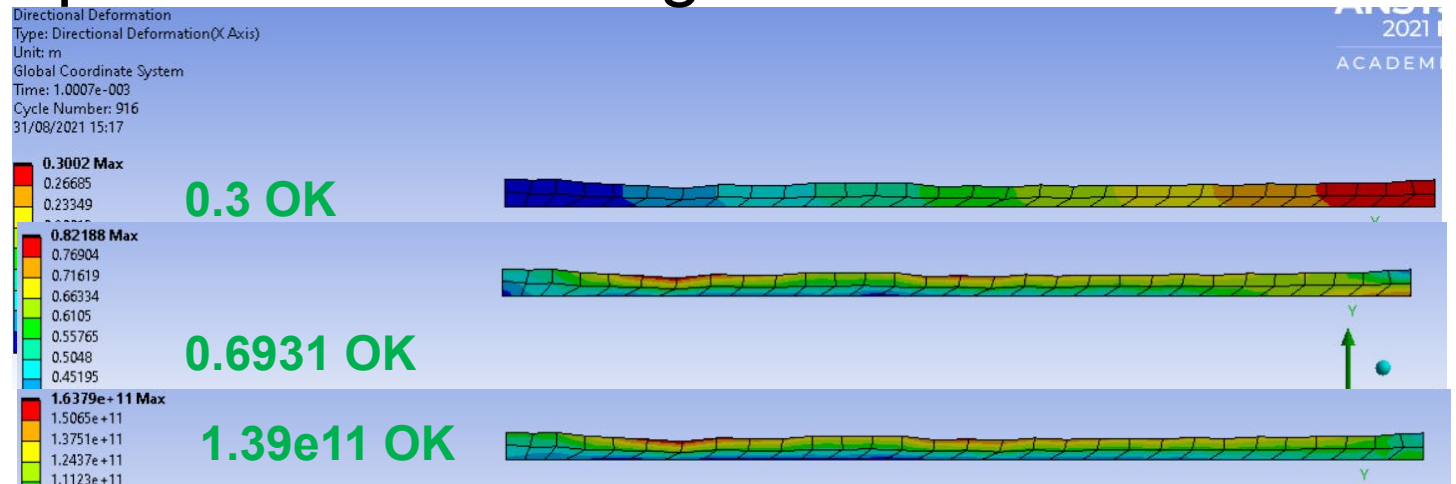 Directional Deformation
Type: Directional Deformation(X Axis)
Unit: m
Global Coordinate System
Time: 1.0007e-003
Cycle Number: 916
31/08/2021 15:17
2021
ACADEM
0.3002 Max
0.26685
0.23349
0.3 OK
Y
0.82188 Max
0.76904
0.71619
0.66334
0.6105
0.55765
0.5048
0.45195
0.6931 OK
Y
1.6379e+11 Max
1.5065e+11
1.3751e+11
1.2437e+11
1.1123e+11
1.39e11 OK
Y